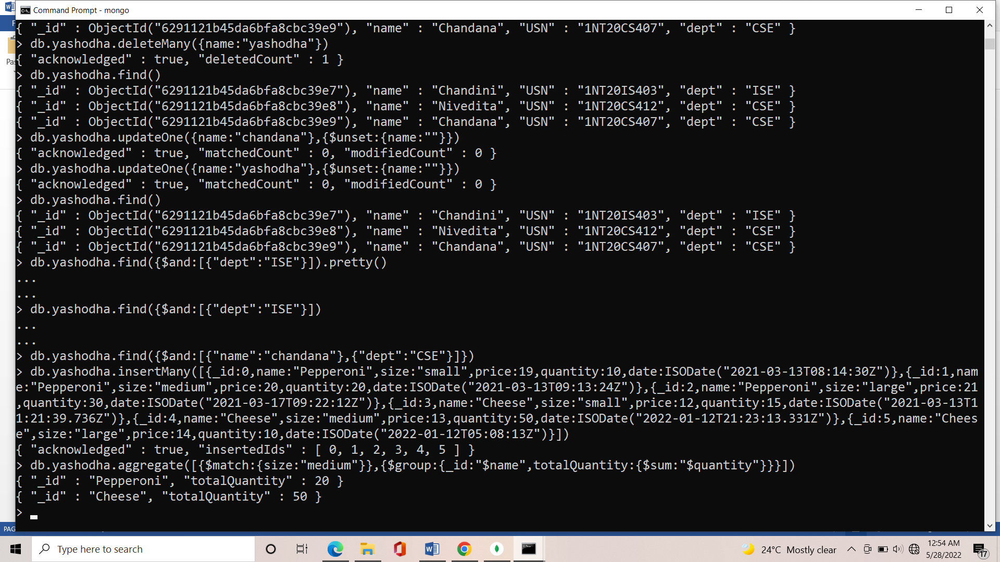 Command Prompt - mongo
{ "_id" : ObjectId("6291121b45da6bfa8cbc39e9"), "name" : "Chandana", "USN" : "1NT20CS407", "dept" : "CSE" }
> db.yashodha.deleteMany({name:"yashodha"})
{ "acknowledged" : true, "deletedCount" : 1 }
> db.yashodha.find()
{ "_id" : ObjectId("6291121b45da6bfa8cbc39e7"), "name" : "Chandini", "USN" : "1NT20IS403", "dept" : "ISE" }
{ "_id" : ObjectId("6291121b45da6bfa8cbc39e8"), "name" : "Nivedita", "USN" : "1NT20CS412", "dept" : "CSE" }
{ "_id" : ObjectId("6291121b45da6bfa8cbc39e9"), "name" : "Chandana", "USN" : "1NT20CS407", "dept" : "CSE" }
> db.yashodha.updateOne({name:"chandana"},{$unset:{name:""}})
{ "acknowledged" : true, "matchedCount" : 0, "modifiedCount" : 0 }
> db.yashodha.updateOne({name:"yashodha"},{$unset:{name:""}})
{ "acknowledged" : true, "matchedCount" : 0, "modifiedCount" : 0 }
> db.yashodha.find()
{ "_id" : ObjectId("6291121b45da6bfa8cbc39e7"), "name" : "Chandini", "USN" : "1NT20IS403", "dept" : "ISE" }
{ "_id" : ObjectId("6291121b45da6bfa8cbc39e8"), "name" : "Nivedita", "USN" : "1NT20CS412", "dept" : "CSE" }
{ "_id" : ObjectId("6291121b45da6bfa8cbc39e9"), "name" : "Chandana", "USN" : "1NT20CS407", "dept" : "CSE" }
> db.yashodha.find({$and:[{"dept":"ISE"}]).pretty()
...
...
> db.yashodha.find({$and:[{"dept":"ISE"}])
...
...
> db.yashodha.find({$and:[{"name":"chandana"},{"dept":"CSE"}]})
> db.yashodha.insertMany([{_id:0,name:"Pepperoni",size:"small",price:19,quantity:10,date:ISODate("2021-03-13T08:14:30Z")},{_id:1,nam
e:"Pepperoni",size:"medium",price:20,quantity:20,date:ISODate("2021-03-13T09:13:24Z")},{_id:2,name:"Pepperoni",size:"large",price:21
,quantity:30,date:ISODate("2021-03-17T09:22:12Z")},{_id:3,name:"Cheese",size:"small",price:12,quantity:15,date:ISODate("2021-03-13T1
1:21:39.736Z")},{_id:4,name:"Cheese",size:"medium",price:13,quantity:50,date:ISODate("2022-01-12T21:23:13.331Z")},{_id:5,name:"Chees
e",size:"large",price:14,quantity:10,date:ISODate("2022-01-12T05:08:13Z")}])
{ "acknowledged" : true, "insertedIds" : [ 0, 1, 2, 3, 4, 5 ] }
> db.yashodha.aggregate([{$match:{size:"medium"}},{$group:{_id:"$name",totalQuantity:{$sum:"$quantity"}}}])
{ "_id" : "Pepperoni", "totalQuantity" : 20 }
{ "_id" : "Cheese", "totalQuantity" : 50 }
>
Pas
PAG
Type here to search
24°C Mostly clear
12:54 AM
5/28/2022
17